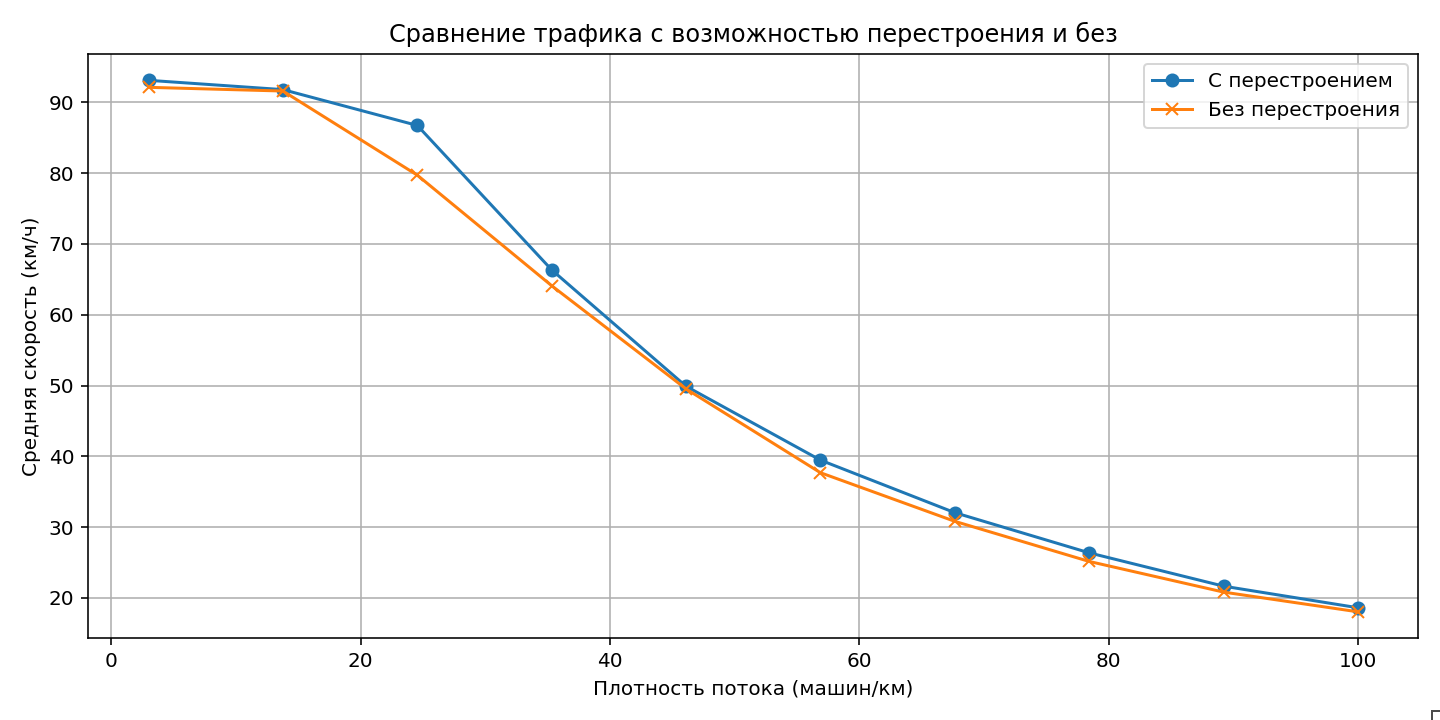 Сравнение трафика с возможностью перестроения и без
С перестроением
Без перестроения
Средняя скорость (км/ч)
90
80
70
60
50
40
30
20
0 20 40 60 80 100
Плотность потока (машин/км)